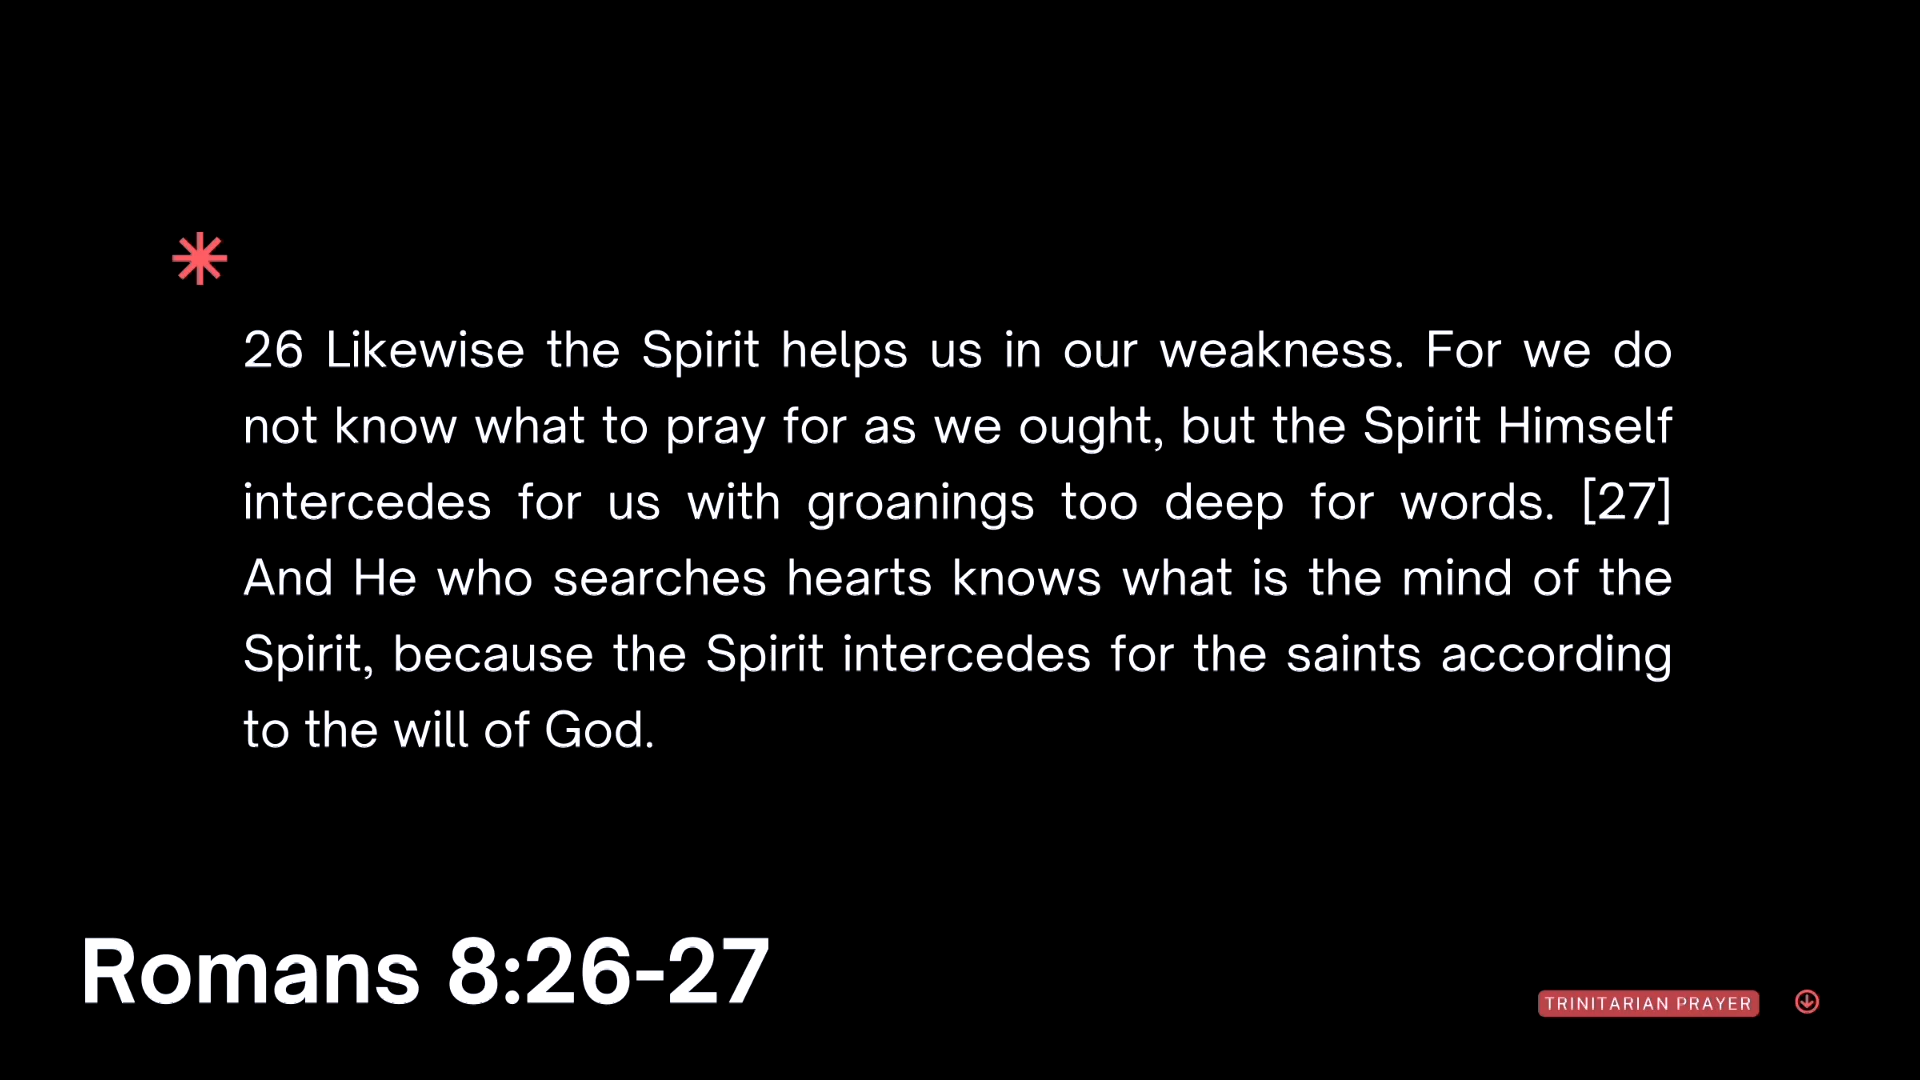 26 Likewise the Spirit helps us in our weakness. For we do
not know what to pray for as we ought, but the Spirit Himself
intercedes for us with groanings too deep for words. [27]
And He who searches hearts knows what is the mind of the
Spirit, because the Spirit intercedes for the saints according
to the will of God.
Romans 8:26-27
TRINITARIAN PRAYER